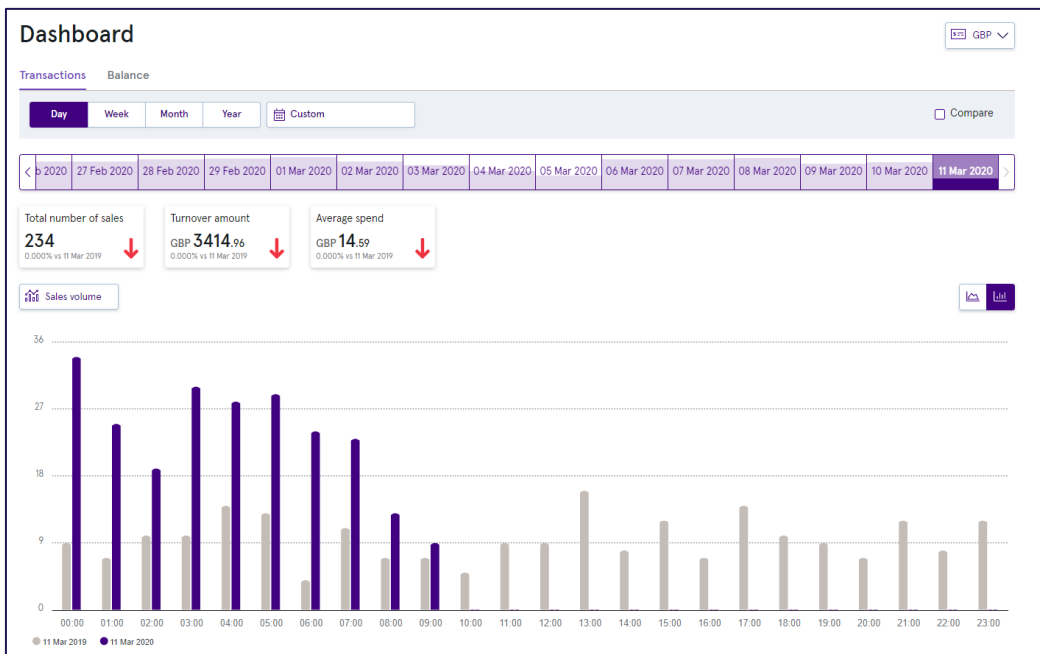 Dashboard
GBP
Transactions Balance
Day Week Month Year Custom Compare
b 2020 27 Feb 2020 28 Feb 2020 29 Feb 2020 01 Mar 2020 02 Mar 2020 03 Mar 2020 04 Mar 2020 05 Mar 2020 06 Mar 2020 07 Mar 2020 08 Mar 2020 09 Mar 2020 10 Mar 2020 11 Mar 2020
Total number of sales
234
0.000% vs 11 Mar 2019
Turnover amount
GBP 3414.96
0.000% vs 11 Mar 2019
Average spend
GBP 14.59
0.000% vs 11 Mar 2019
Sales volume
36
27
18
9
0
00:00 01:00 02:00 03:00 04:00 05:00 06:00 07:00 08:00 09:00 10:00 11:00 12:00 13:00 14:00 15:00 16:00 17:00 18:00 19:00 20:00 21:00 22:00 23:00
11 Mar 2019 11 Mar 2020